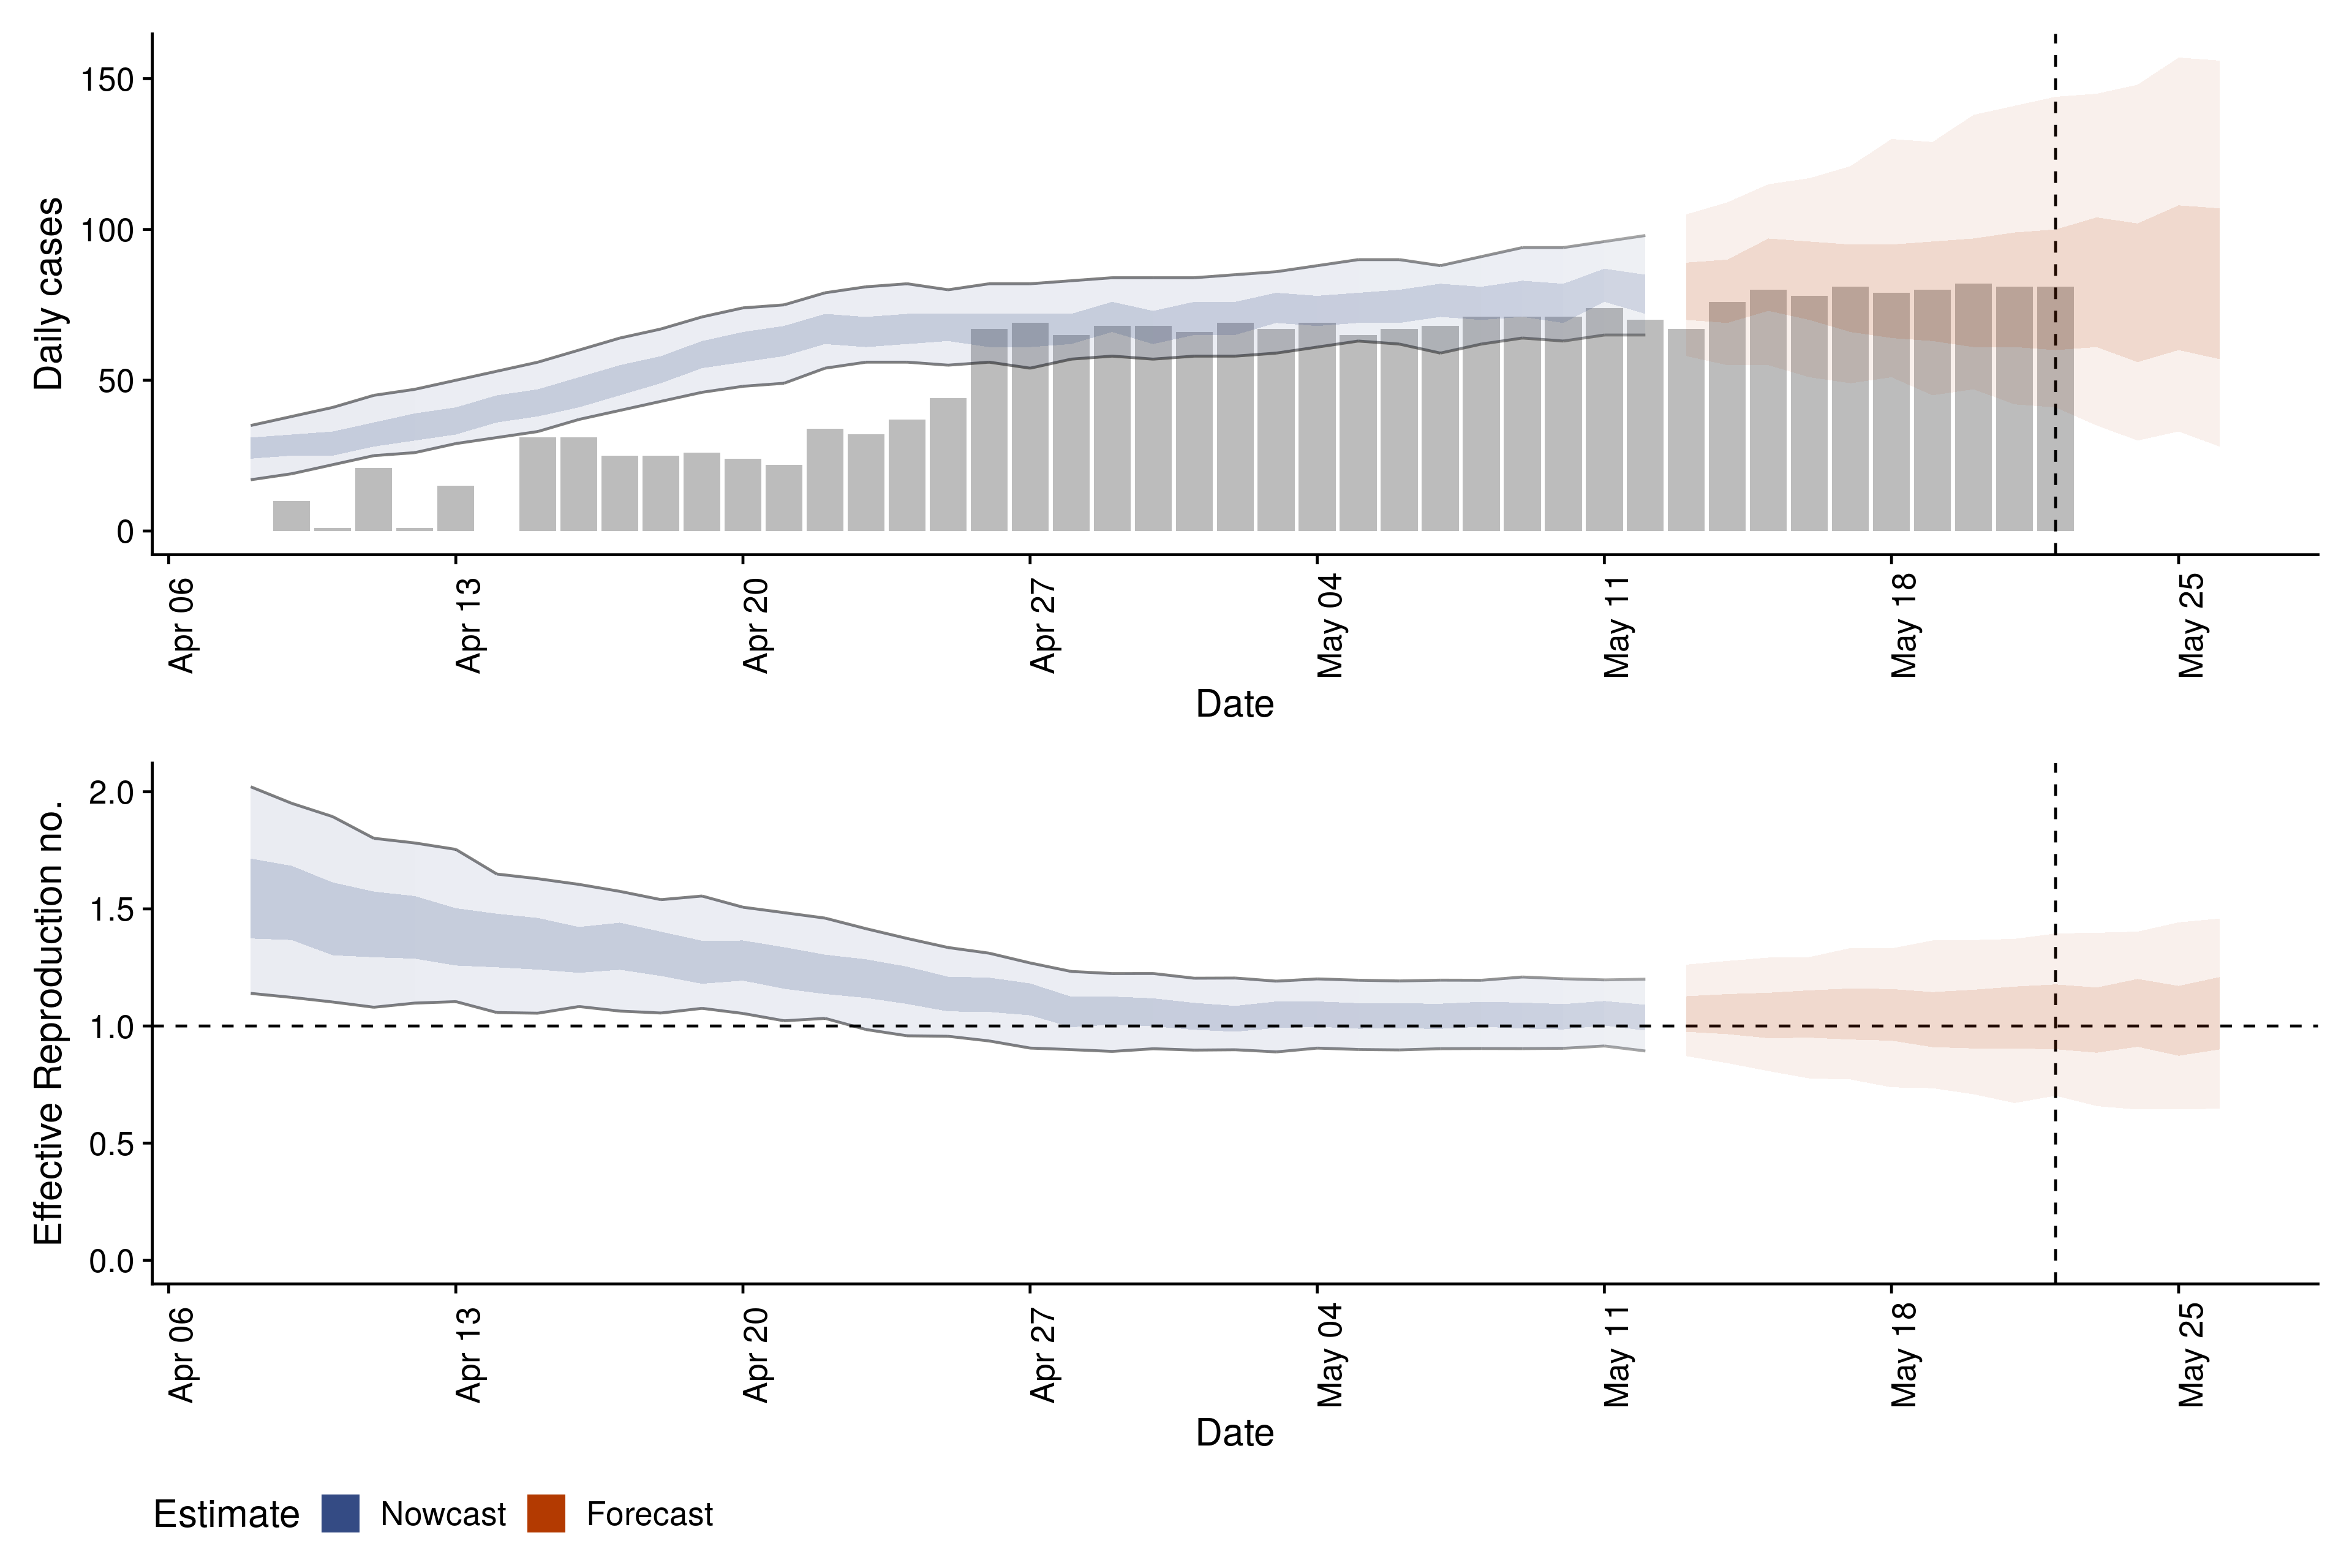 Daily cases
150
100
50
0
Apr 06
Apr 13
Apr 20
Apr 27
May 04
May 11
May 18
May 25
Date
Effective Reproduction no.
2.0
1.5
1.0
0.5
0.0
Apr 06
Apr 13
Apr 20
Apr 27
May 04
May 11
May 18
May 25
Date
Estimate Nowcast Forecast